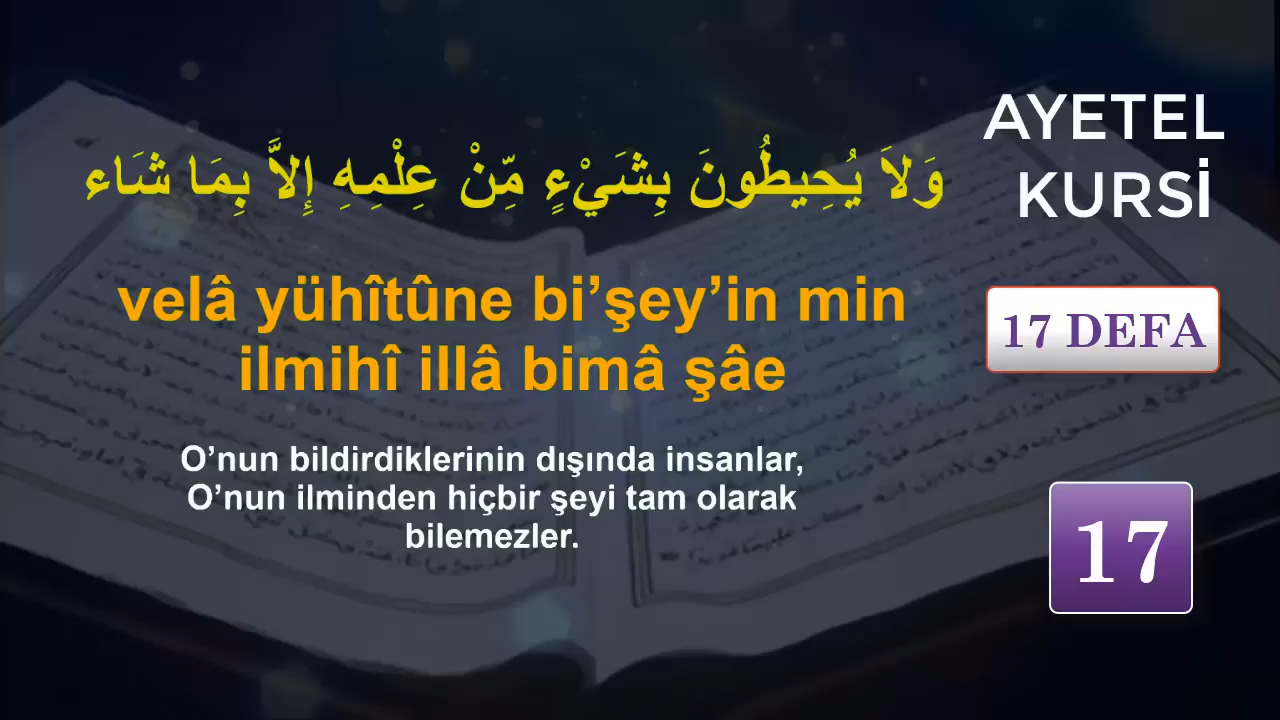 وَلاَ يُحِيطُونَ بِشَيْءٍ مِّنْ عِلْمِهِ إِلاَّ بِمَا شَاء
velâ yühîtûne bi’şey’in min
ilmihî illâ bimâ şâe
O’nun bildirdiklerinin dışında insanlar,
O’nun ilminden hiçbir şeyi tam olarak
bilemezler.
AYETEL
KURSİ
17 DEFA
17